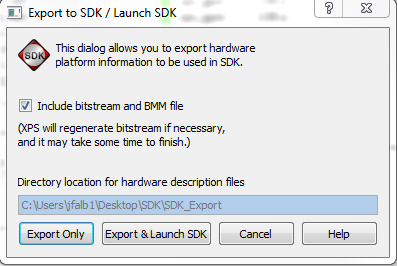 Export to SDK / Launch SDK
This dialog allows you to export hardware
platform information to be used in SDK.
SDK
Include bitstream and BMM file
(XPS will regenerate bitstream if necessary,
and it may take some time to finish.)
Directory location for hardware description files
C:\Users\jfalb1\Desktop\SDK\SDK_Export
Export Only
Export & Launch SDK
Cancel
Help